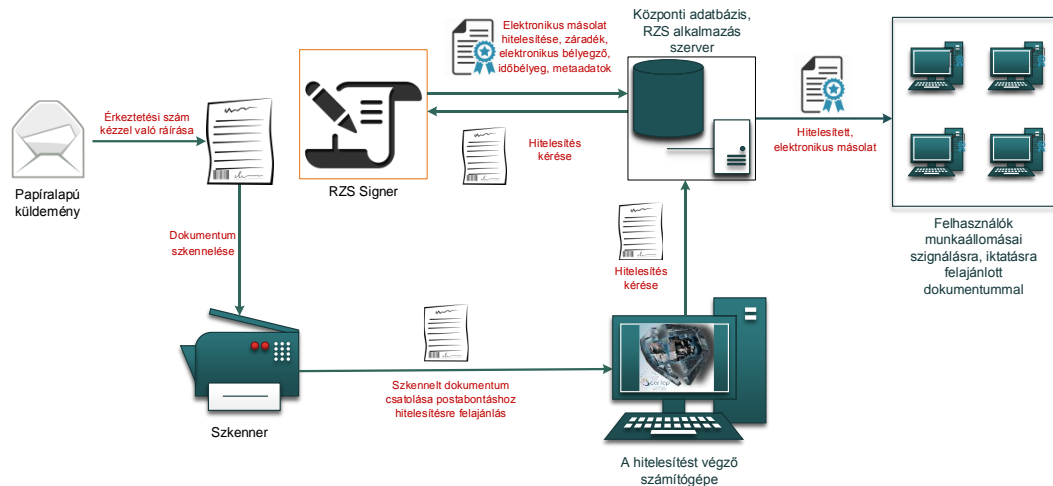 Elektronikus másolat
hitelesítése, záradék,
elektronikus bélyegző,
időbélyeg, metaadatok
Központi adatbázis,
RZS alkalmazás
szerver
Érkeztetési szám
kézzel való ráírása
Papíralapú
küldemény
RZS Signer
Hitelesítés
kérése
Hitelesített,
elektronikus másolat
Felhasználók
munkaállomásai
szignálásra, iktatásra
felajánlott
dokumentummal
Dokumentum
szkennelése
Hitelesítés
kérése
Szkennelt dokumentum
csatolása postabontáshoz
hitelesítésre felajánlás
Szkenner
A hitelesítést végző
számítógépe